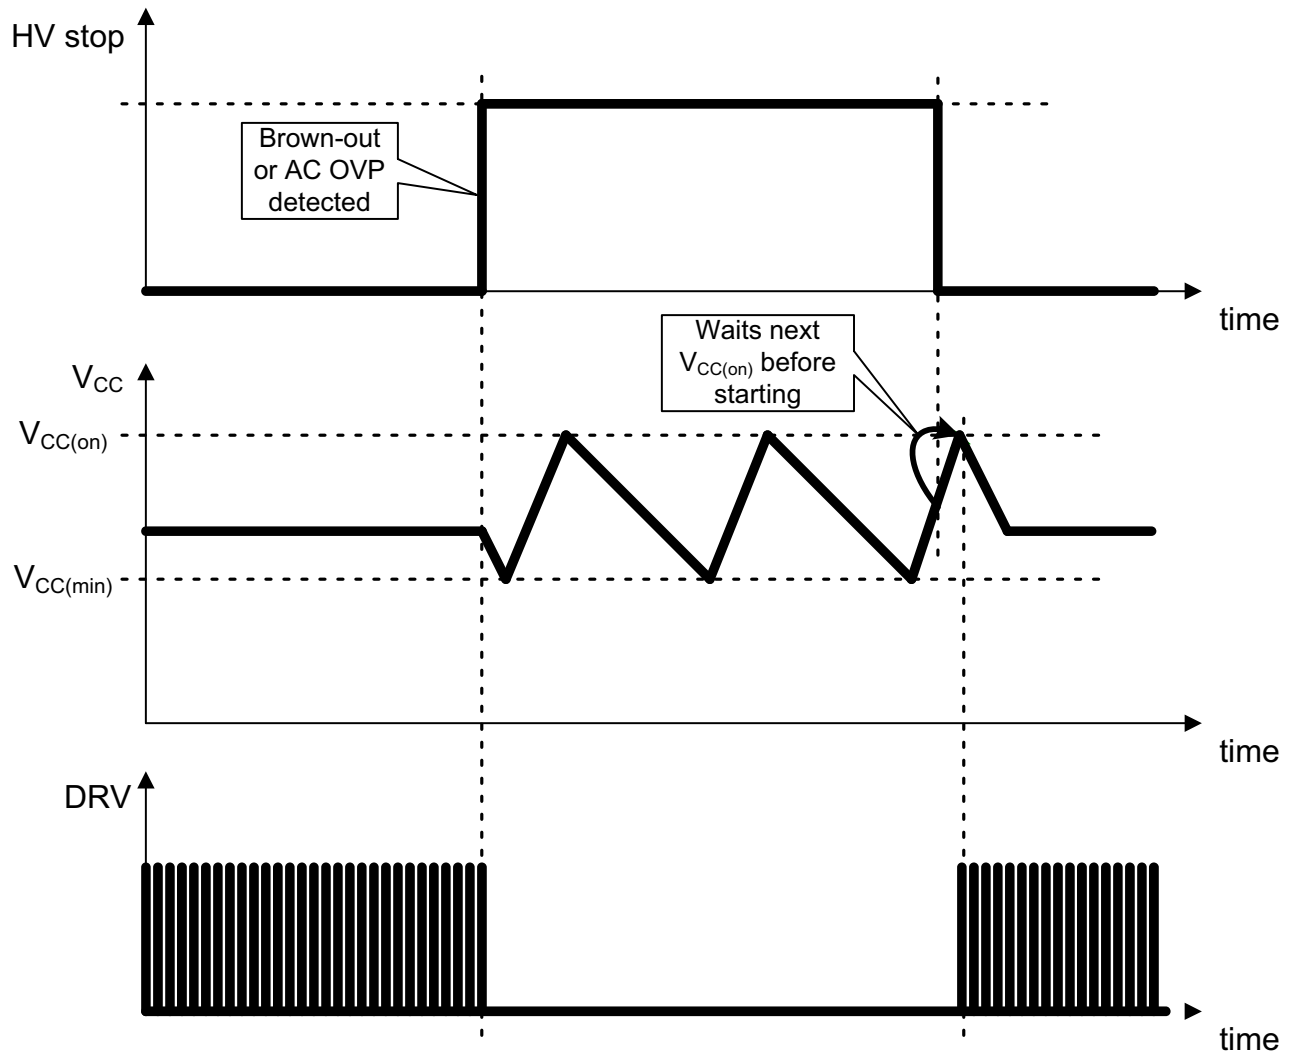 HV stop
Brown-out
or AC OVP
detected
time
Waits next
VCC(on) before
starting
VCC
VCC(on)
VCC(min)
time
DRV
time